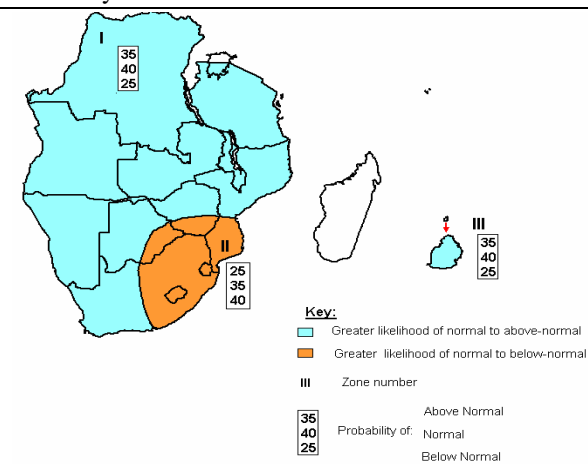 I
35
40
25
II
25
35
40
III
35
40
25
Key:
Greater likelihood of normal to above-normal
Greater likelihood of normal to below-normal
III Zone number
35
40
25
Probability of:
Above Normal
Normal
Below Normal